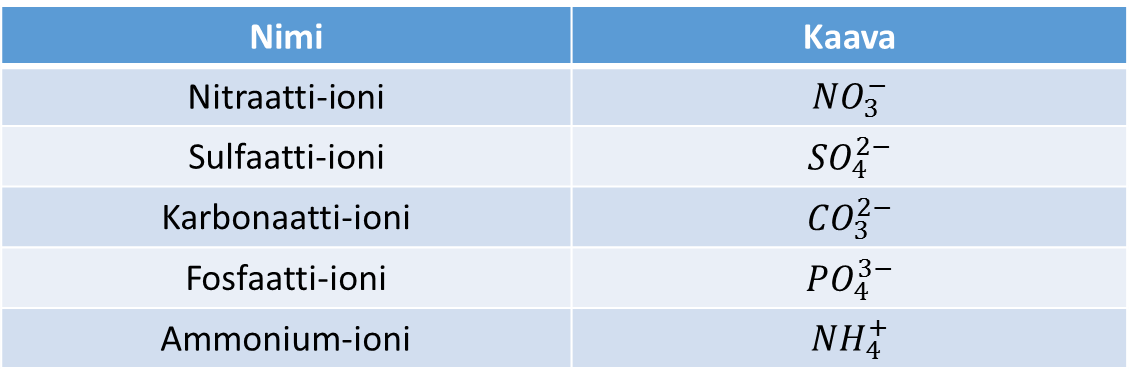 Nimi Kaava
Nitraatti-ioni NO₃⁻
Sulfaatti-ioni SO₄²⁻
Karbonaatti-ioni CO₃²⁻
Fosfaatti-ioni PO₄³⁻
Ammonium-ioni NH₄⁺